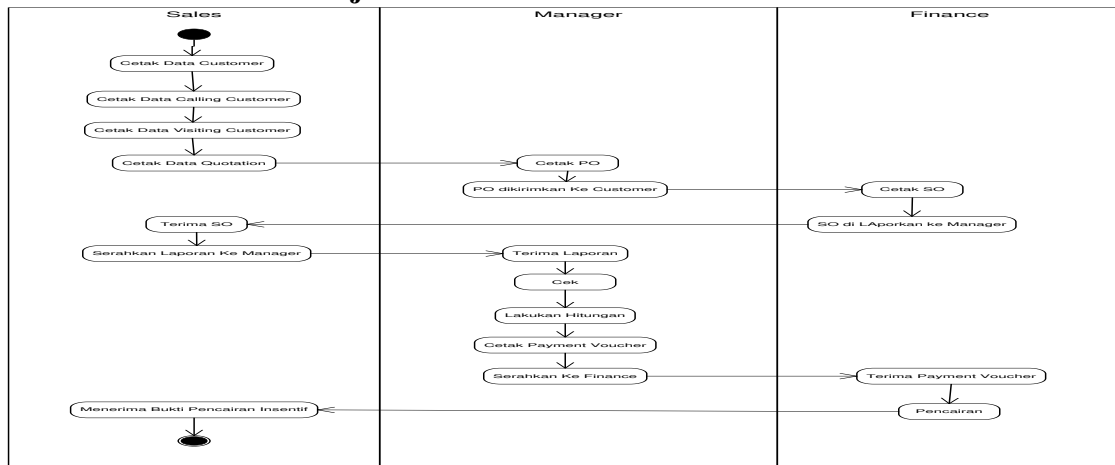 Sales
Manager
Finance
Cetak Data Customer
Cetak Data Calling Customer
Cetak Data Visiting Customer
Cetak Data Quotation
Cetak PO
PO dikirimkan Ke Customer
Cetak SO
SO di LAporkan ke Manager
Terima SO
Serahkan Laporan Ke Manager
Terima Laporan
Cek
Lakukan Hitungan
Cetak Payment Voucher
Serahkan Ke Finance
Terima Payment Voucher
Pencairan
Menerima Bukti Pencairan Insentif